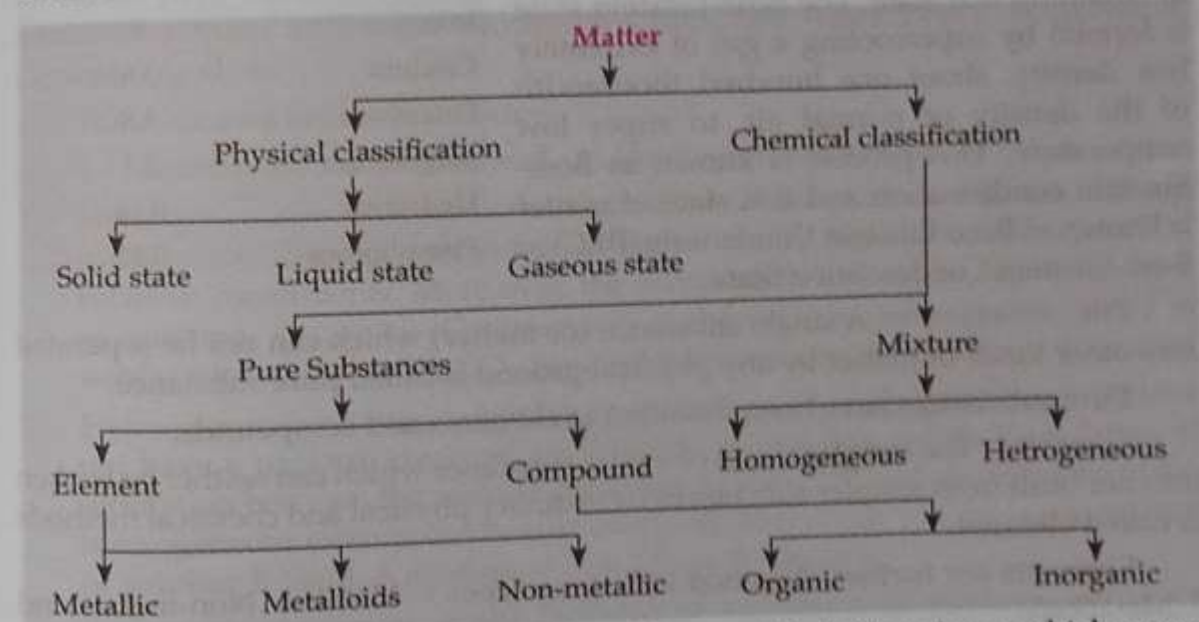 Matter
Physical classification
Chemical classification
Solid state
Liquid state
Gaseous state
Pure Substances
Mixture
Element
Compound
Homogeneous
Hetrogeneous
Metallic
Metalloids
Non-metallic
Organic
Inorganic